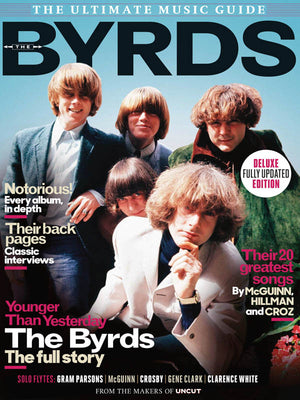 THE ULTIMATE MUSIC GUIDE
THE
BYRDS
DELUXE
FULLY UPDATED
EDITION
Notorious!
Every album,
in depth
Their back
pages
Classic
interviews
Their 20
greatest
songs
By McGUINN,
HILLMAN
and CROZ
Younger
Than Yesterday
The Byrds
The full story
SOLO FLYTES: GRAM PARSONS | McGUINN | CROSBY | GENE CLARK | CLARENCE WHITE
FROM THE MAKERS OF UNCUT